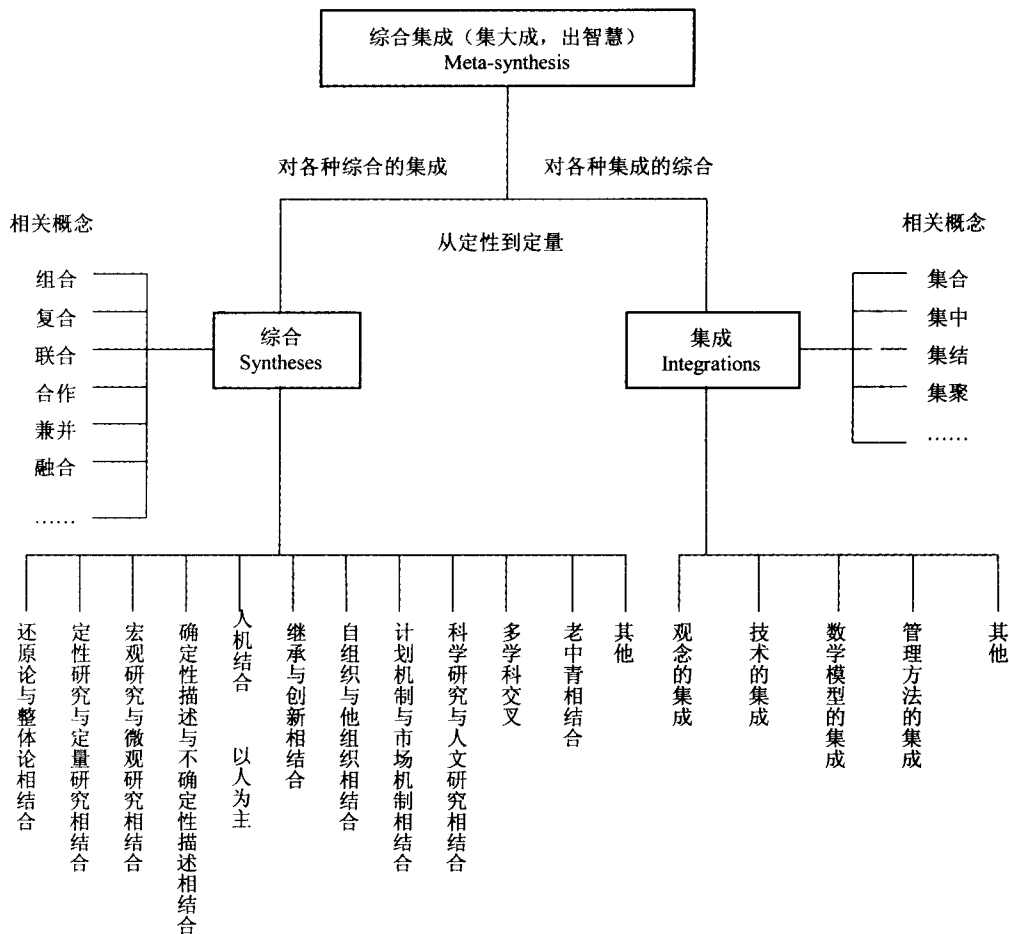 综合集成（集大成，出智慧）
Meta-synthesis
对各种综合的集成
对各种集成的综合
相关概念
相关概念
从定性到定量
组合
复合
联合
合作
兼并
融合
……
综合
Syntheses
集成
Integrations
集合
集中
集结
集聚
……
还原论与整体论相结合
定性研究与定量研究相结合
宏观研究与微观研究相结合
确定性描述与不确定性描述相结合
人机结合 以人为主
继承与创新相结合
自组织与他组织相结合
计划机制与市场机制相结合
科学研究与人文研究相结合
多学科交叉
老中青相结合
其他
观念的集成
技术的集成
数学模型的集成
管理方法的集成
其他